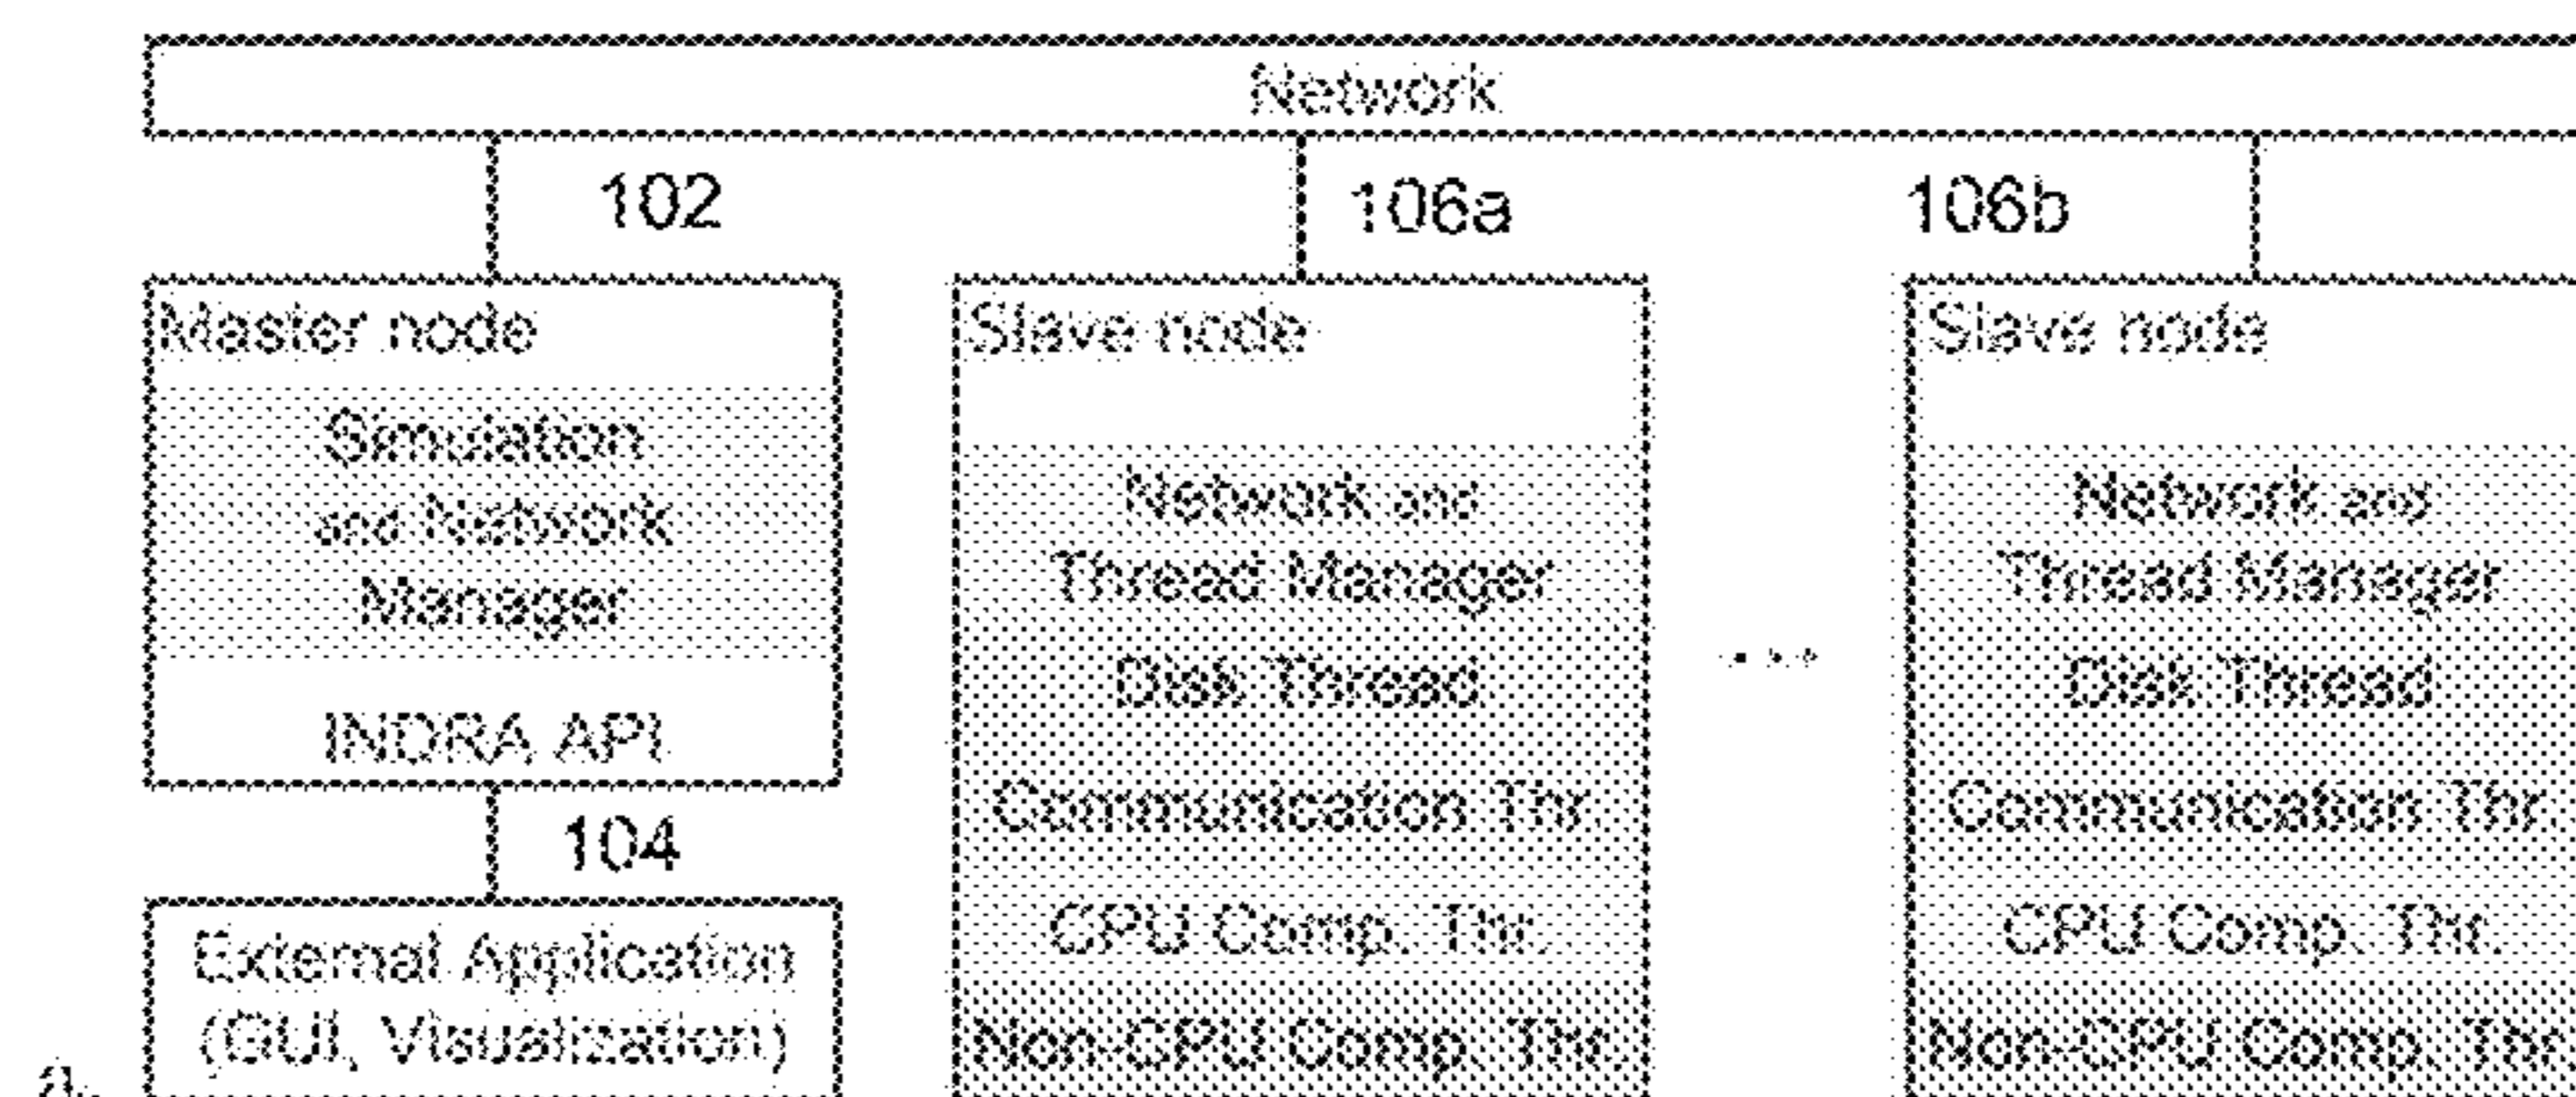 Network
102
106a
106b
Master node
Simulation
and Network
Manager
INDRA API
104
External Application
(GUI, Visualization)
a.
Slave node
Network and
Thread Manager
Disk Thread
Communication Thr.
CPU Comp. Thr.
Non-CPU Comp. Thr.
...
Slave node
Network and
Thread Manager
Disk Thread
Communication Thr.
CPU Comp. Thr.
Non-CPU Comp. Thr.